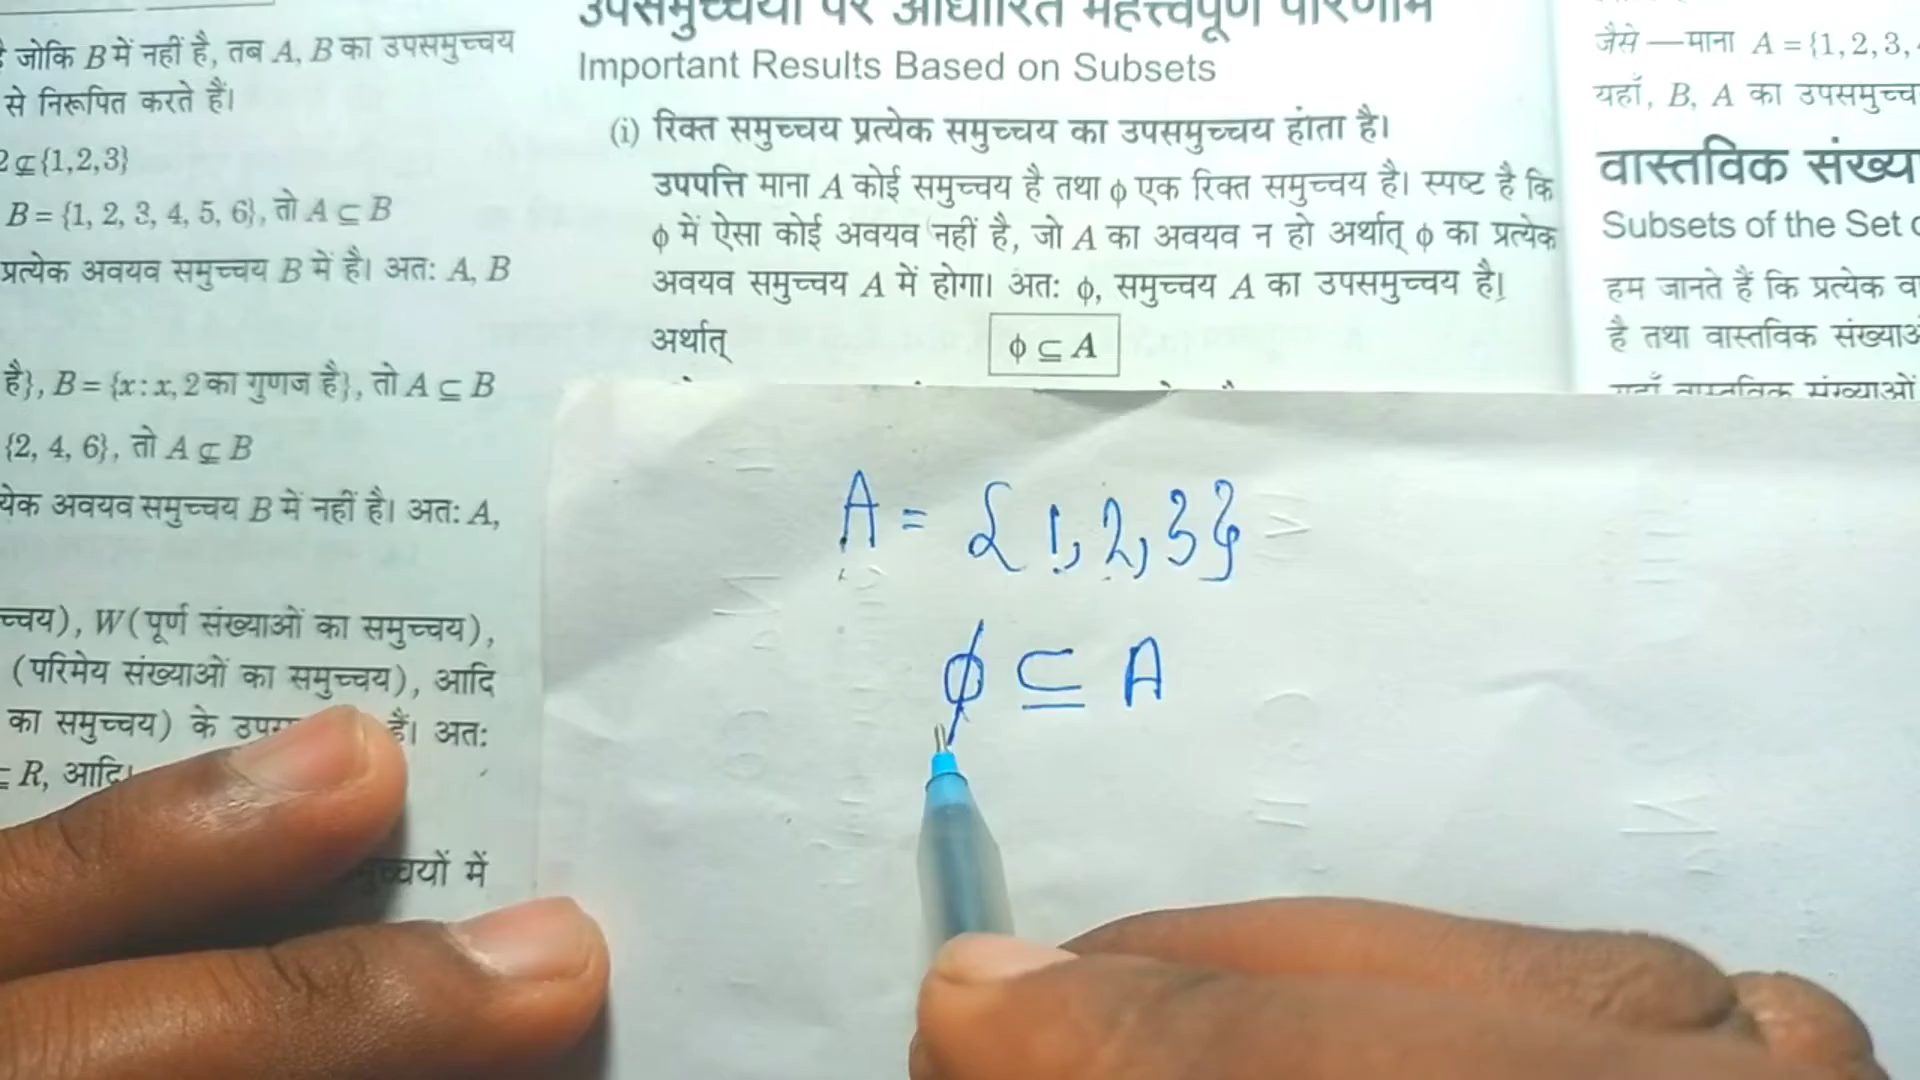 जोकि B में नहीं है, तब A, B का उपसमुच्चय
से निरूपित करते हैं।
⊄ {1,2,3}
B = {1, 2, 3, 4, 5, 6}, तो A ⊆ B
प्रत्येक अवयव समुच्चय B में है। अतः A, B
है}, B = {x : x, 2 का गुणज है}, तो A ⊆ B
{2, 4, 6}, तो A ⊈ B
अवयव समुच्चय B में नहीं है। अतः A,
W (पूर्ण संख्याओं का समुच्चय),
(परिमेय संख्याओं का समुच्चय), आदि
का समुच्चय) के हैं। अतः
R, आदि।
में
उपसमुच्चयों पर आधारित महत्त्वपूर्ण परिणाम
Important Results Based on Subsets
(i) रिक्त समुच्चय प्रत्येक समुच्चय का उपसमुच्चय होता है।
उपपत्ति माना A कोई समुच्चय है तथा ϕ एक रिक्त समुच्चय है। स्पष्ट है कि
ϕ में ऐसा कोई अवयव नहीं है, जो A का अवयव न हो अर्थात् ϕ का प्रत्येक
अवयव समुच्चय A में होगा। अतः ϕ, समुच्चय A का उपसमुच्चय है।
अर्थात् ϕ ⊆ A
A = {1, 2, 3}
ϕ ⊆ A
जैसे — माना A = {1, 2, 3,
यहाँ, B, A का
वास्तविक
Subsets of the Set
हम जानते हैं कि प्रत्येक
है तथा
यहाँ वास्तविक संख्याओं